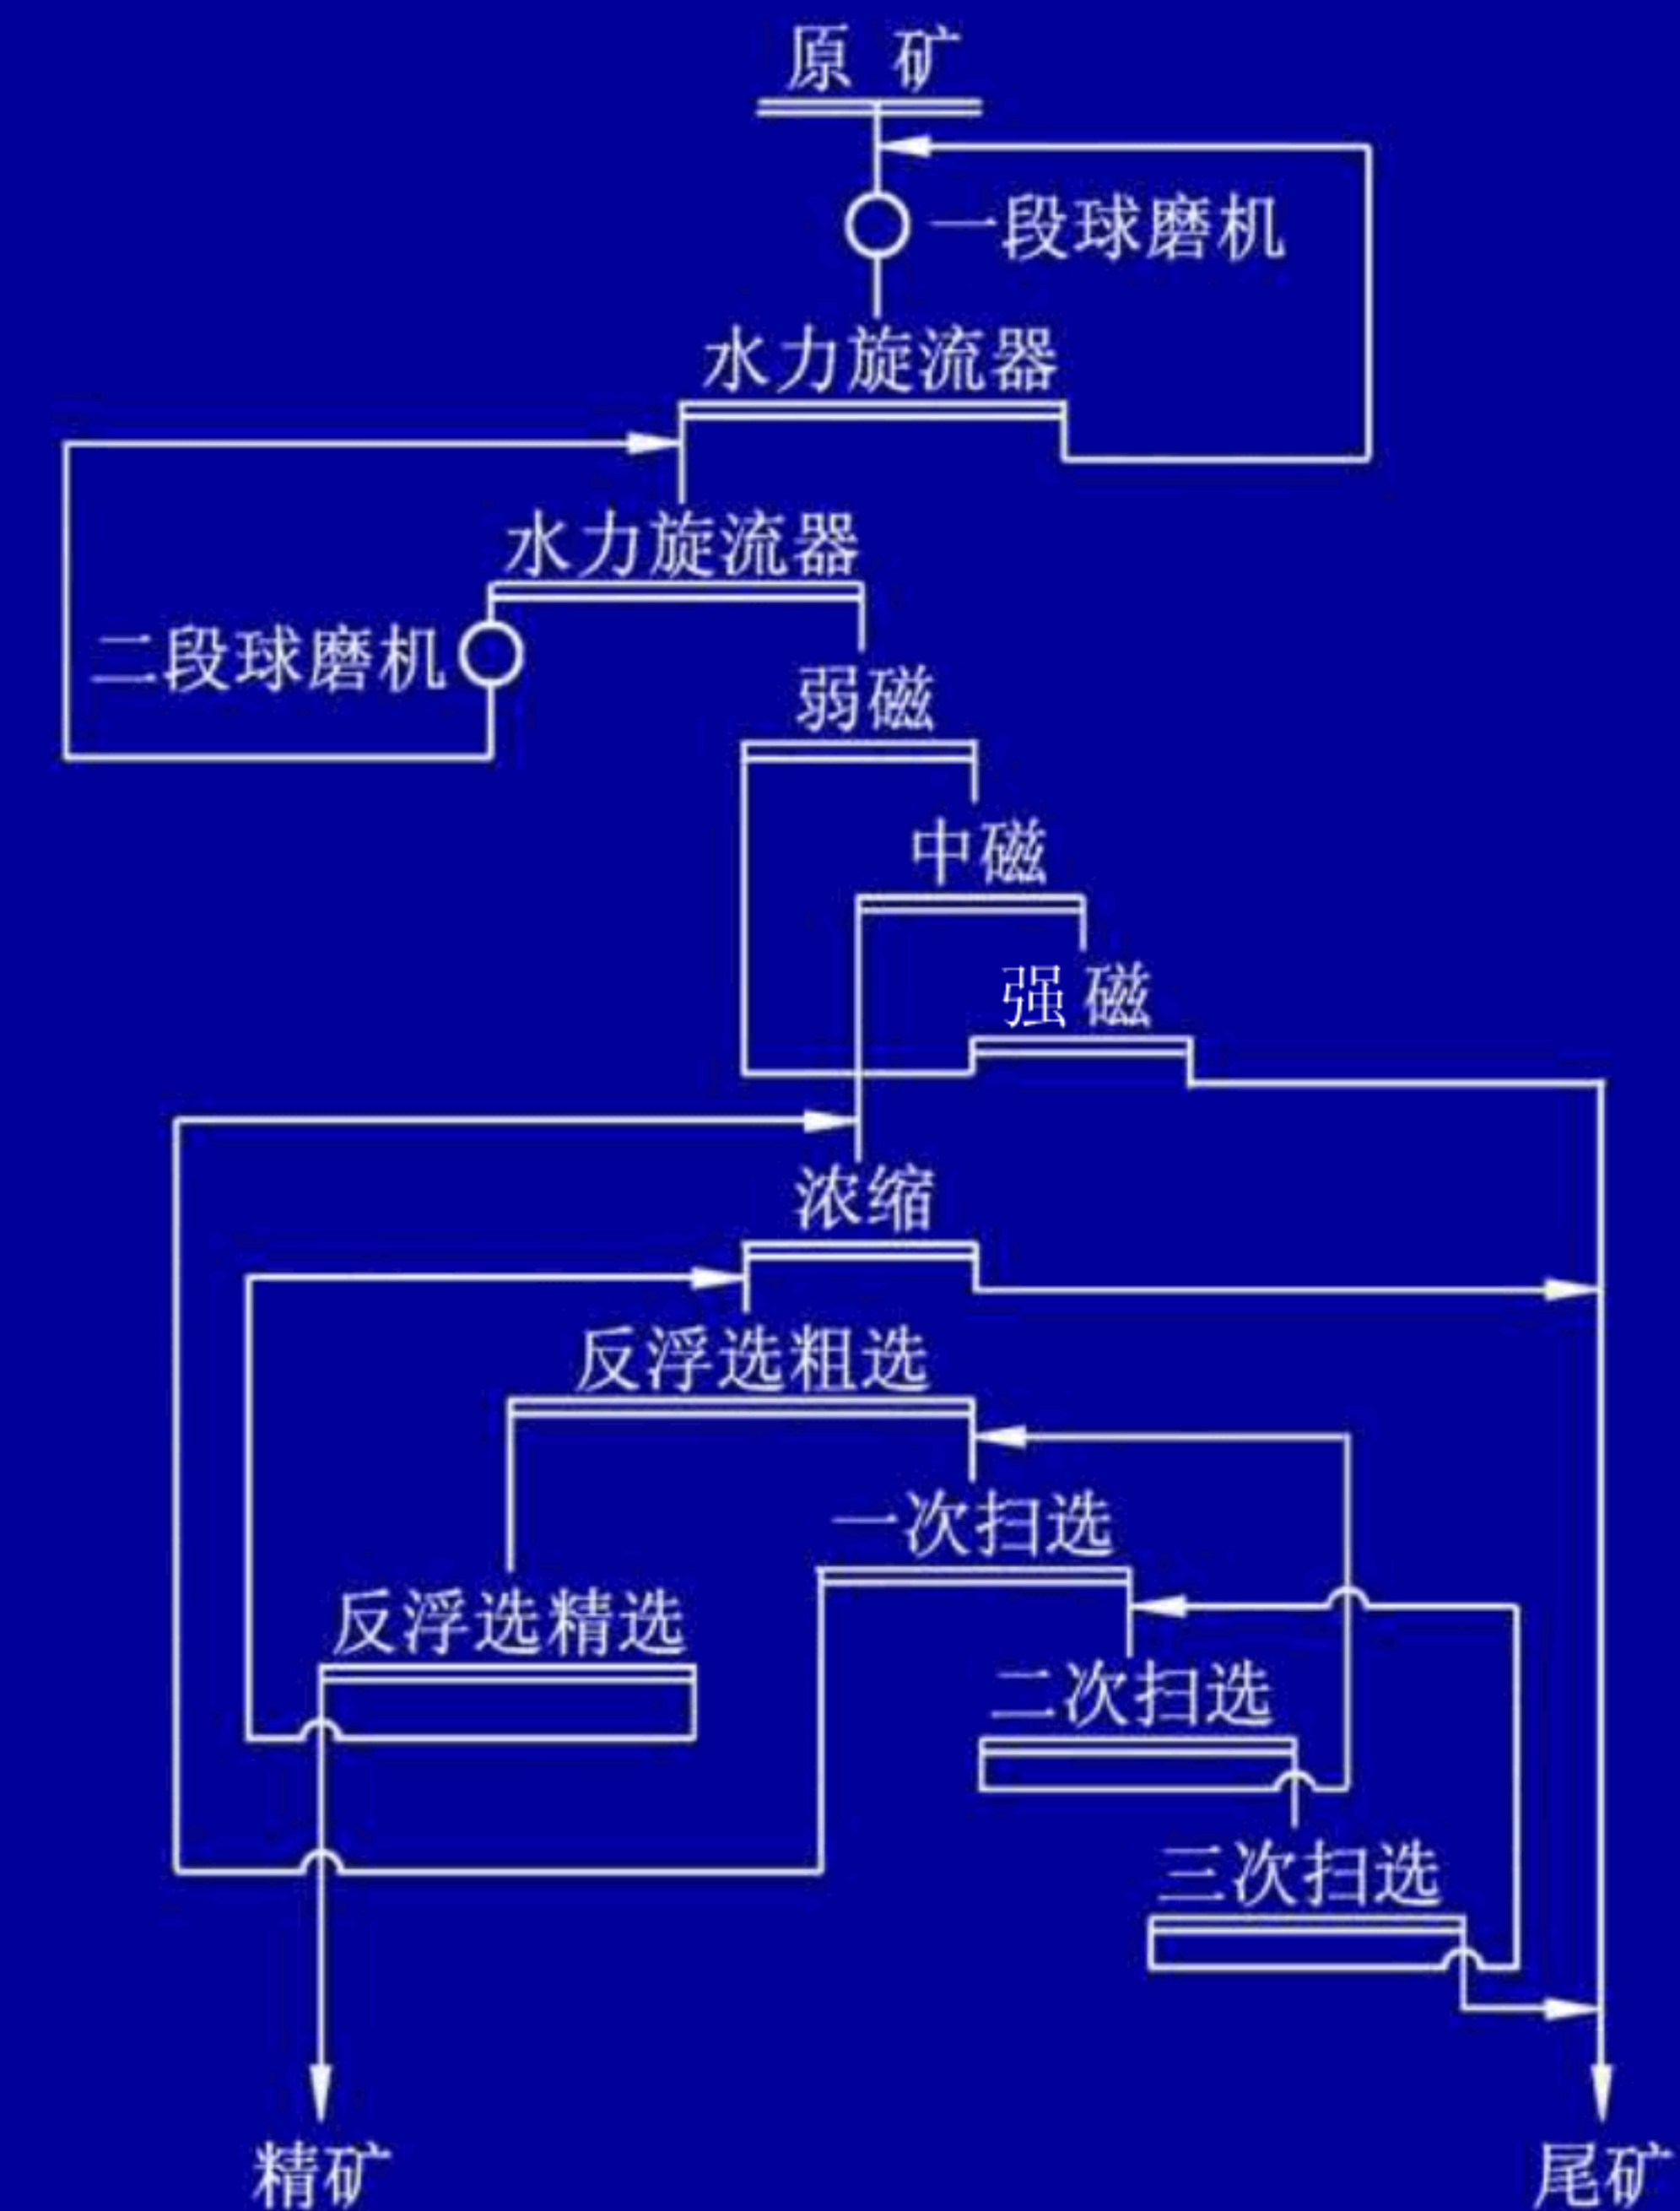 原 矿
一段球磨机
水力旋流器
水力旋流器
二段球磨机
弱磁
中磁
强 磁
浓缩
反浮选粗选
一次扫选
反浮选精选
二次扫选
三次扫选
精矿
尾矿